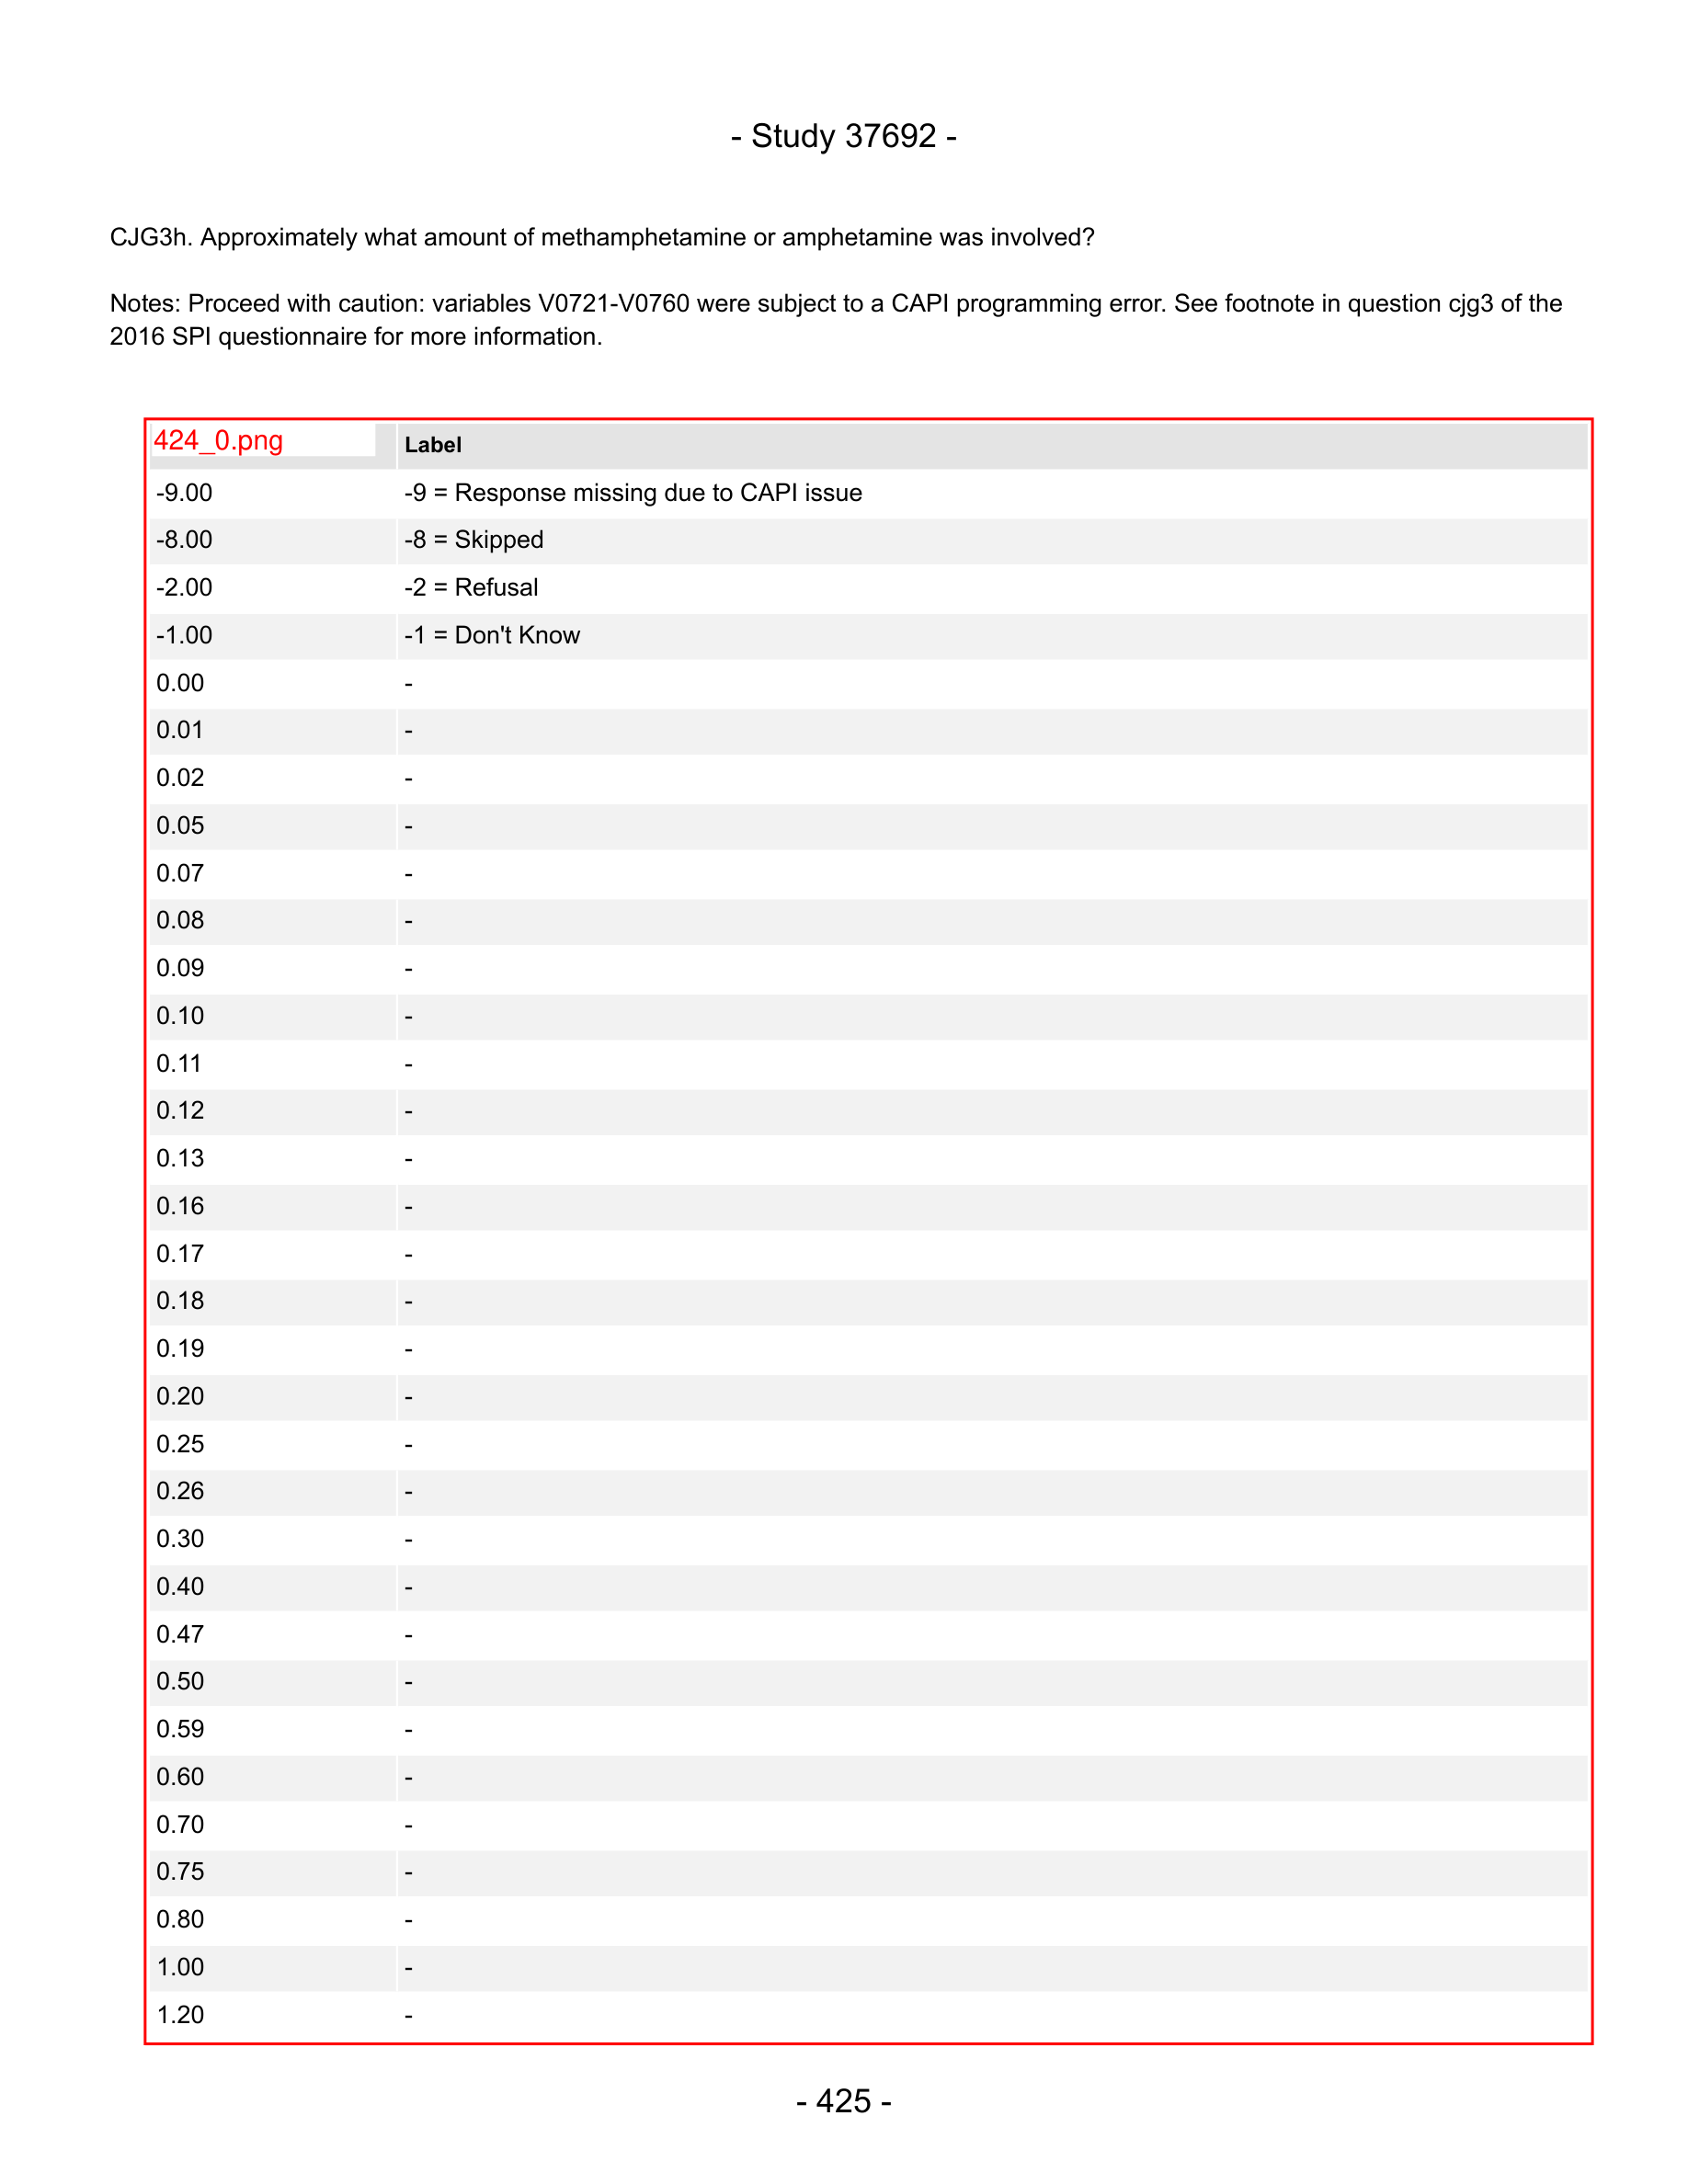 - Study 37692 -
CJG3h. Approximately what amount of methamphetamine or amphetamine was involved?
Notes: Proceed with caution: variables V0721-V0760 were subject to a CAPI programming error. See footnote in question cjg3 of the
2016 SPI questionnaire for more information.
424_0.png Label
-9.00 -9 = Response missing due to CAPI issue
-8.00 -8 = Skipped
-2.00 -2 = Refusal
-1.00 -1 = Don't Know
0.00 -
0.01 -
0.02 -
0.05 -
0.07 -
0.08 -
0.09 -
0.10 -
0.11 -
0.12 -
0.13 -
0.16 -
0.17 -
0.18 -
0.19 -
0.20 -
0.25 -
0.26 -
0.30 -
0.40 -
0.47 -
0.50 -
0.59 -
0.60 -
0.70 -
0.75 -
0.80 -
1.00 -
1.20 -
- 425 -